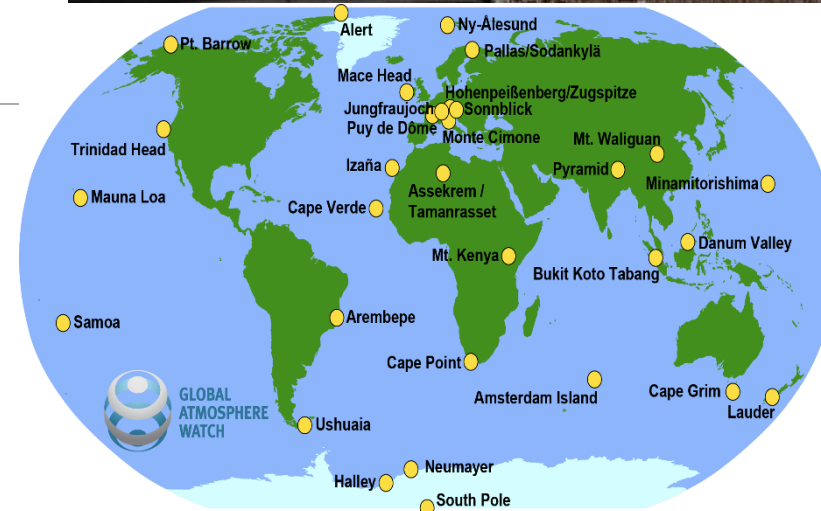 Alert
Ny-Ålesund
Pt. Barrow
Pallas/Sodankylä
Mace Head
Hohenpeißenberg/Zugspitze
Jungfraujoch
Sonnblick
Puy de Dôme
Monte Cimone
Trinidad Head
Mt. Waliguan
Izaña
Pyramid
Minamitorishima
Mauna Loa
Assekrem /
Tamanrasset
Cape Verde
Danum Valley
Mt. Kenya
Bukit Koto Tabang
Samoa
Arembepe
Cape Point
Amsterdam Island
Cape Grim
Lauder
GLOBAL
ATMOSPHERE
WATCH
Ushuaia
Neumayer
Halley
South Pole